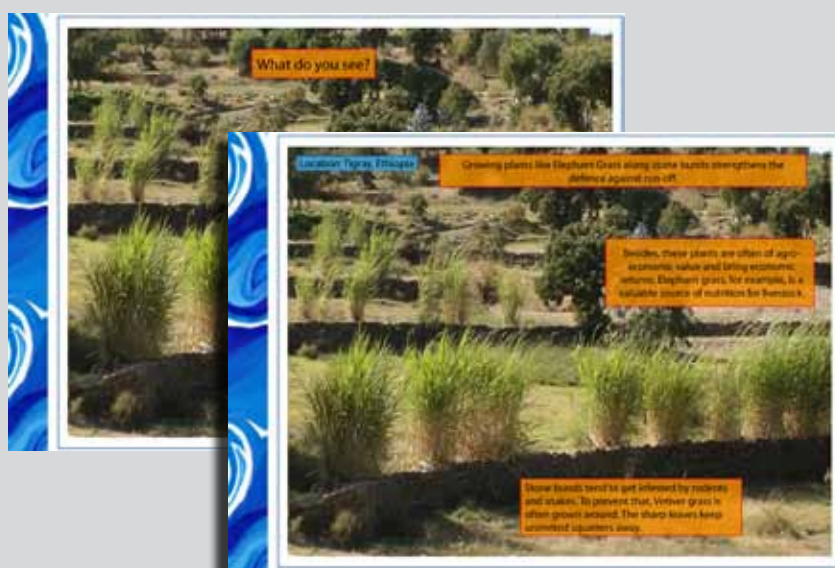 What do you see?
Location: Tigray, Ethiopia
Growing plants like Elephant Grass along stone bunds strengthens the
defence against run-off.
Besides, these plants are often of agro-
economic value and bring economic
returns. Elephant grass, for example, is a
valuable source of nutrition for livestock.
Stone bunds tend to get infested by rodents
and snakes. To prevent that, Vetiver grass is
often grown around. The sharp leaves keep
unwanted squatters away.